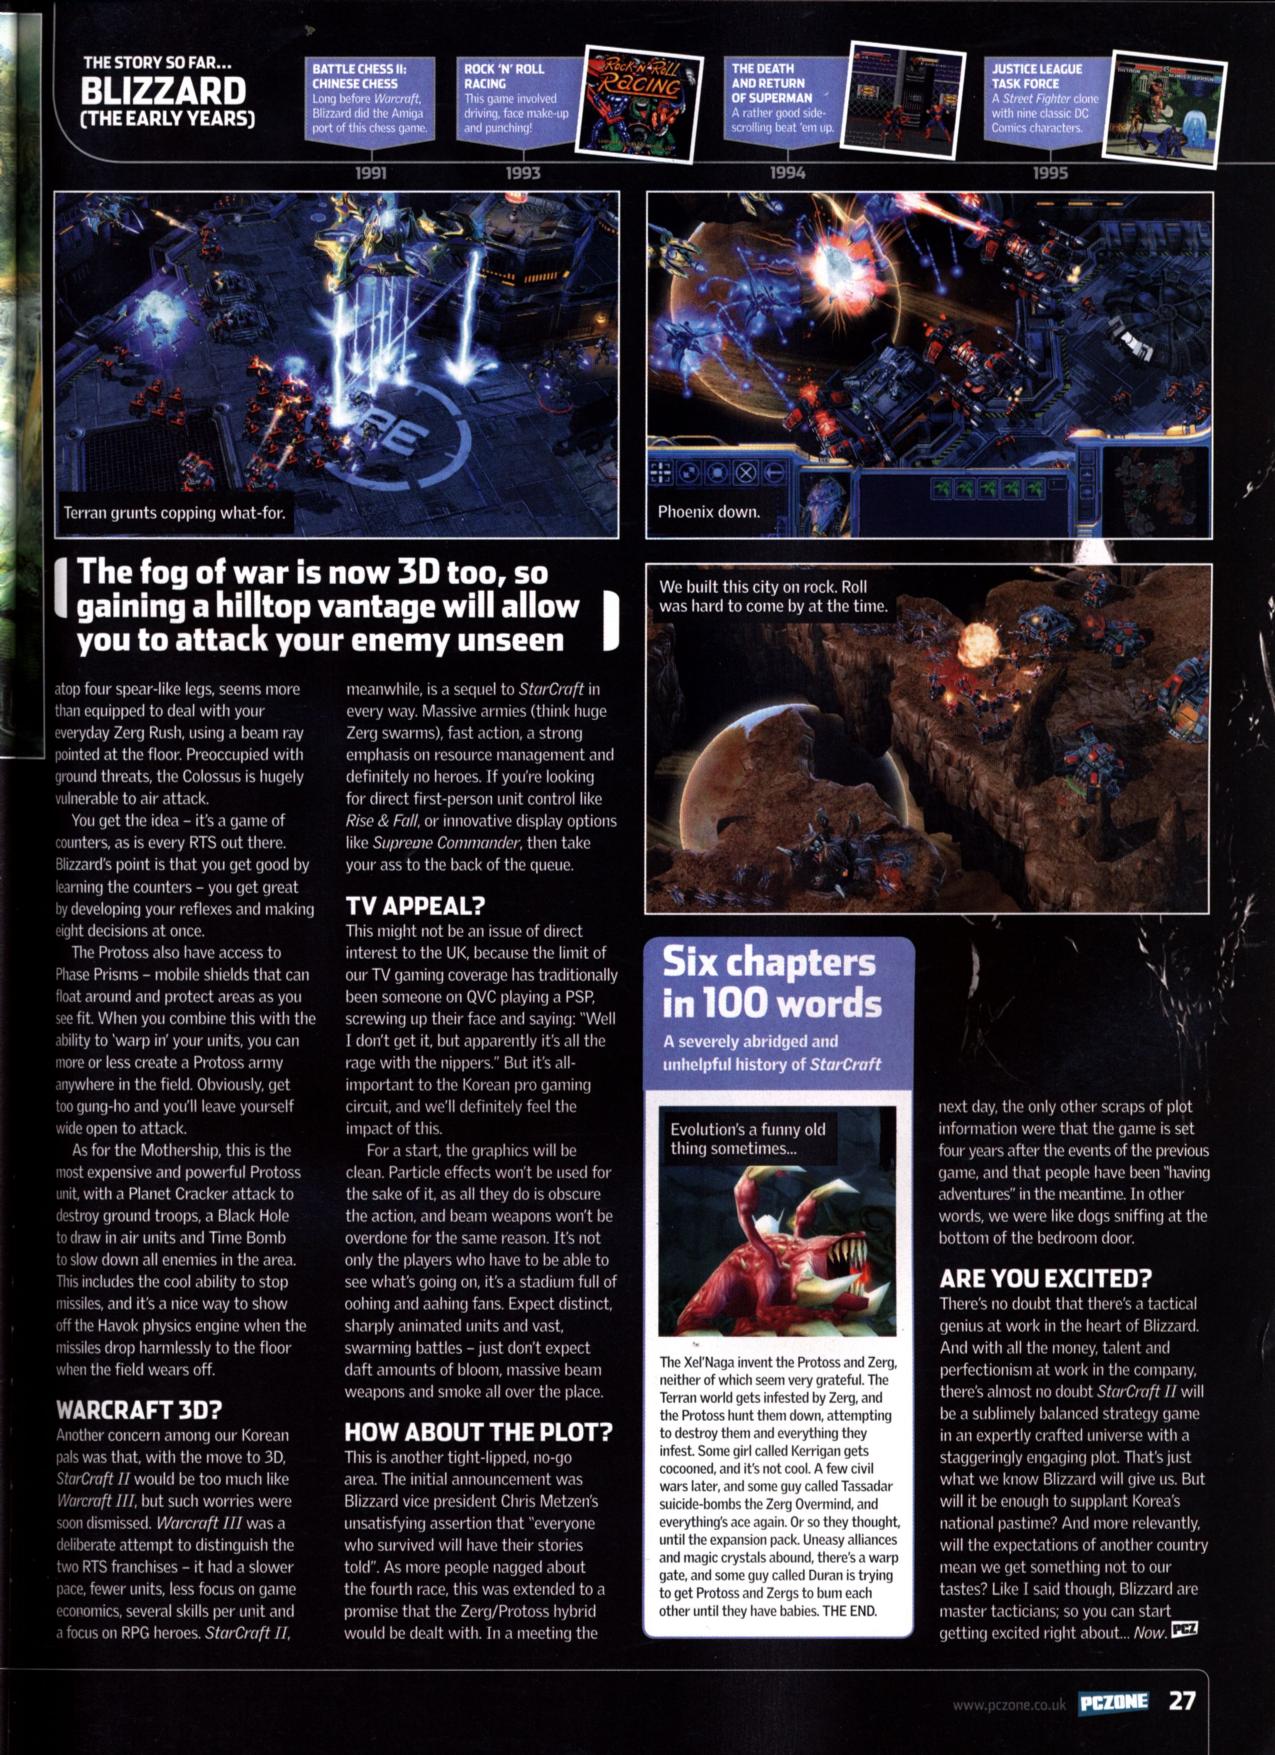 THE STORY SO FAR...
BLIZZARD
(THE EARLY YEARS)
BATTLE CHESS II:
CHINESE CHESS
Long before Warcraft,
Blizzard did the Amiga
port of this chess game.
1991
ROCK 'N' ROLL
RACING
This game involved
driving, face make-up
and punching!
ROCK·N·ROLL
RACING
1993
THE DEATH
AND RETURN
OF SUPERMAN
A rather good side-
scrolling beat 'em up.
1994
JUSTICE LEAGUE
TASK FORCE
A Street Fighter clone
with nine classic DC
Comics characters.
1995
Terran grunts copping what-for.
Phoenix down.
We built this city on rock. Roll
was hard to come by at the time.
The fog of war is now 3D too, so
gaining a hilltop vantage will allow
you to attack your enemy unseen
atop four spear-like legs, seems more
than equipped to deal with your
everyday Zerg Rush, using a beam ray
pointed at the floor. Preoccupied with
ground threats, the Colossus is hugely
vulnerable to air attack.
You get the idea – it's a game of
counters, as is every RTS out there.
Blizzard's point is that you get good by
learning the counters – you get great
by developing your reflexes and making
eight decisions at once.
The Protoss also have access to
Phase Prisms – mobile shields that can
float around and protect areas as you
see fit. When you combine this with the
ability to 'warp in' your units, you can
more or less create a Protoss army
anywhere in the field. Obviously, get
too gung-ho and you'll leave yourself
wide open to attack.
As for the Mothership, this is the
most expensive and powerful Protoss
unit, with a Planet Cracker attack to
destroy ground troops, a Black Hole
to draw in air units and Time Bomb
to slow down all enemies in the area.
This includes the cool ability to stop
missiles, and it's a nice way to show
off the Havok physics engine when the
missiles drop harmlessly to the floor
when the field wears off.
WARCRAFT 3D?
Another concern among our Korean
pals was that, with the move to 3D,
StarCraft II would be too much like
Warcraft III, but such worries were
soon dismissed. Warcraft III was a
deliberate attempt to distinguish the
two RTS franchises – it had a slower
pace, fewer units, less focus on game
economics, several skills per unit and
a focus on RPG heroes. StarCraft II,
meanwhile, is a sequel to StarCraft in
every way. Massive armies (think huge
Zerg swarms), fast action, a strong
emphasis on resource management and
definitely no heroes. If you're looking
for direct first-person unit control like
Rise & Fall, or innovative display options
like Supreme Commander, then take
your ass to the back of the queue.
TV APPEAL?
This might not be an issue of direct
interest to the UK, because the limit of
our TV gaming coverage has traditionally
been someone on QVC playing a PSP,
screwing up their face and saying: "Well
I don't get it, but apparently it's all the
rage with the nippers." But it's all-
important to the Korean pro gaming
circuit, and we'll definitely feel the
impact of this.
For a start, the graphics will be
clean. Particle effects won't be used for
the sake of it, as all they do is obscure
the action, and beam weapons won't be
overdone for the same reason. It's not
only the players who have to be able to
see what's going on, it's a stadium full of
oohing and aahing fans. Expect distinct,
sharply animated units and vast,
swarming battles – just don't expect
daft amounts of bloom, massive beam
weapons and smoke all over the place.
HOW ABOUT THE PLOT?
This is another tight-lipped, no-go
area. The initial announcement was
Blizzard vice president Chris Metzen's
unsatisfying assertion that "everyone
who survived will have their stories
told". As more people nagged about
the fourth race, this was extended to a
promise that the Zerg/Protoss hybrid
would be dealt with. In a meeting the
Six chapters
in 100 words
A severely abridged and
unhelpful history of StarCraft
Evolution's a funny old
thing sometimes...
The Xel'Naga invent the Protoss and Zerg,
neither of which seem very grateful. The
Terran world gets infested by Zerg, and
the Protoss hunt them down, attempting
to destroy them and everything they
infest. Some girl called Kerrigan gets
cocooned, and it's not cool. A few civil
wars later, and some guy called Tassadar
suicide-bombs the Zerg Overmind, and
everything's ace again. Or so they thought,
until the expansion pack. Uneasy alliances
and magic crystals abound, there's a warp
gate, and some guy called Duran is trying
to get Protoss and Zergs to bum each
other until they have babies. THE END.
next day, the only other scraps of plot
information were that the game is set
four years after the events of the previous
game, and that people have been "having
adventures" in the meantime. In other
words, we were like dogs sniffing at the
bottom of the bedroom door.
ARE YOU EXCITED?
There's no doubt that there's a tactical
genius at work in the heart of Blizzard.
And with all the money, talent and
perfectionism at work in the company,
there's almost no doubt StarCraft II will
be a sublimely balanced strategy game
in an expertly crafted universe with a
staggeringly engaging plot. That's just
what we know Blizzard will give us. But
will it be enough to supplant Korea's
national pastime? And more relevantly,
will the expectations of another country
mean we get something not to our
tastes? Like I said though, Blizzard are
master tacticians; so you can start
getting excited right about... Now. PCZ
www.pczone.co.uk PCZONE 27